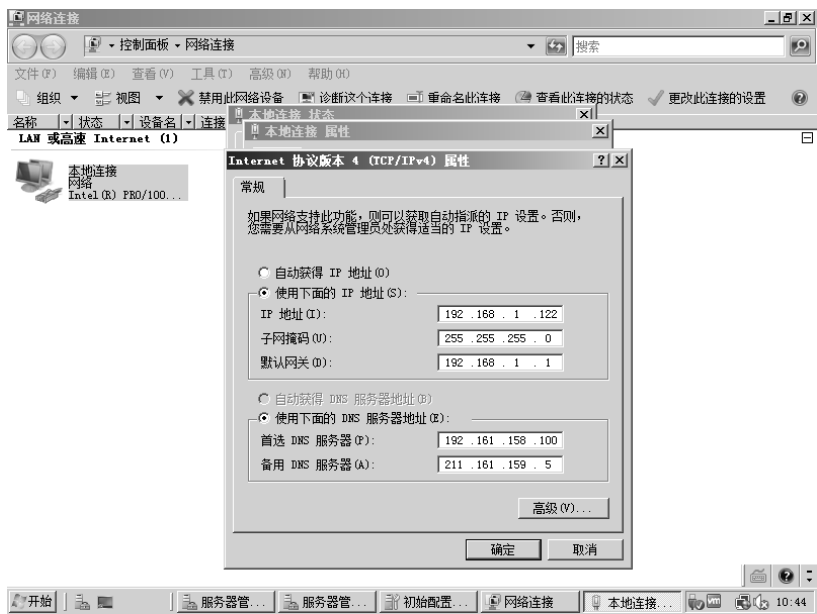 网络连接
控制面板 网络连接
搜索
文件(F) 编辑(E) 查看(V) 工具(T) 高级(N) 帮助(H)
组织 视图 禁用此网络设备 诊断这个连接 重命名此连接 查看此连接的状态 更改此连接的设置
名称 状态 设备名 连接
LAN 或高速 Internet (1)
本地连接
网络
Intel(R) PRO/100...
本地连接 状态
本地连接 属性
Internet 协议版本 4 (TCP/IPv4) 属性
常规
如果网络支持此功能，则可以获取自动指派的 IP 设置。否则，
您需要从网络系统管理员处获得适当的 IP 设置。
自动获得 IP 地址(O)
使用下面的 IP 地址(S):
IP 地址(I): 192 .168 . 1 .122
子网掩码(U): 255 .255 .255 . 0
默认网关(D): 192 .168 . 1 . 1
自动获得 DNS 服务器地址(B)
使用下面的 DNS 服务器地址(E):
首选 DNS 服务器(P): 192 .161 .158 .100
备用 DNS 服务器(A): 211 .161 .159 . 5
高级(V)...
确定 取消
开始 服务器管... 服务器管... 初始配置... 网络连接 本地连接... 10:44